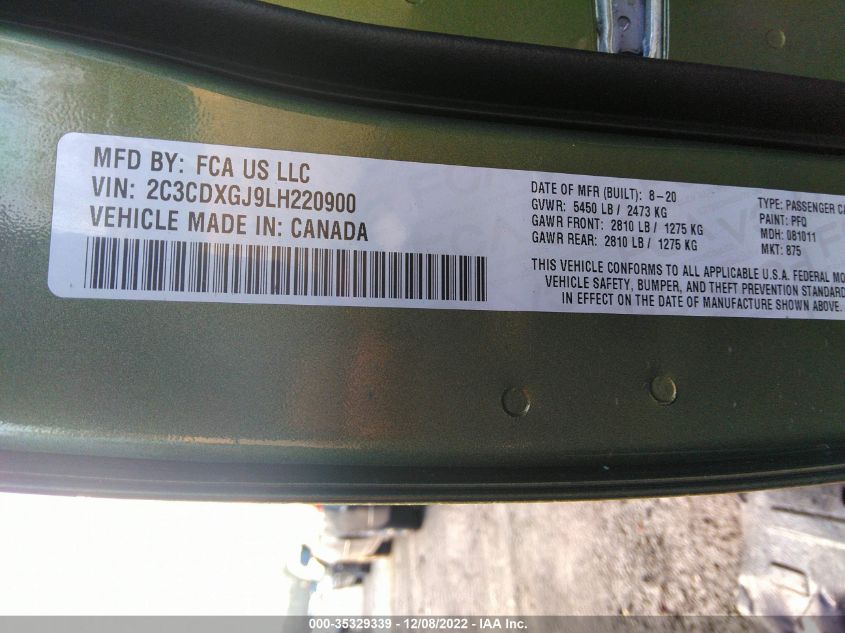 MFD BY: FCA US LLC
VIN: 2C3CDXGJ9LH220900
VEHICLE MADE IN: CANADA
DATE OF MFR (BUILT): 8-20
GVWR: 5450 LB / 2473 KG
GAWR FRONT: 2810 LB / 1275 KG
GAWR REAR: 2810 LB / 1275 KG
TYPE: PASSENGER CA
PAINT: PFQ
MDH: 081011
MKT: 875
THIS VEHICLE CONFORMS TO ALL APPLICABLE U.S.A. FEDERAL MO
VEHICLE SAFETY, BUMPER, AND THEFT PREVENTION STANDARD
IN EFFECT ON THE DATE OF MANUFACTURE SHOWN ABOVE.
000-35329339 - 12/08/2022 - IAA Inc.